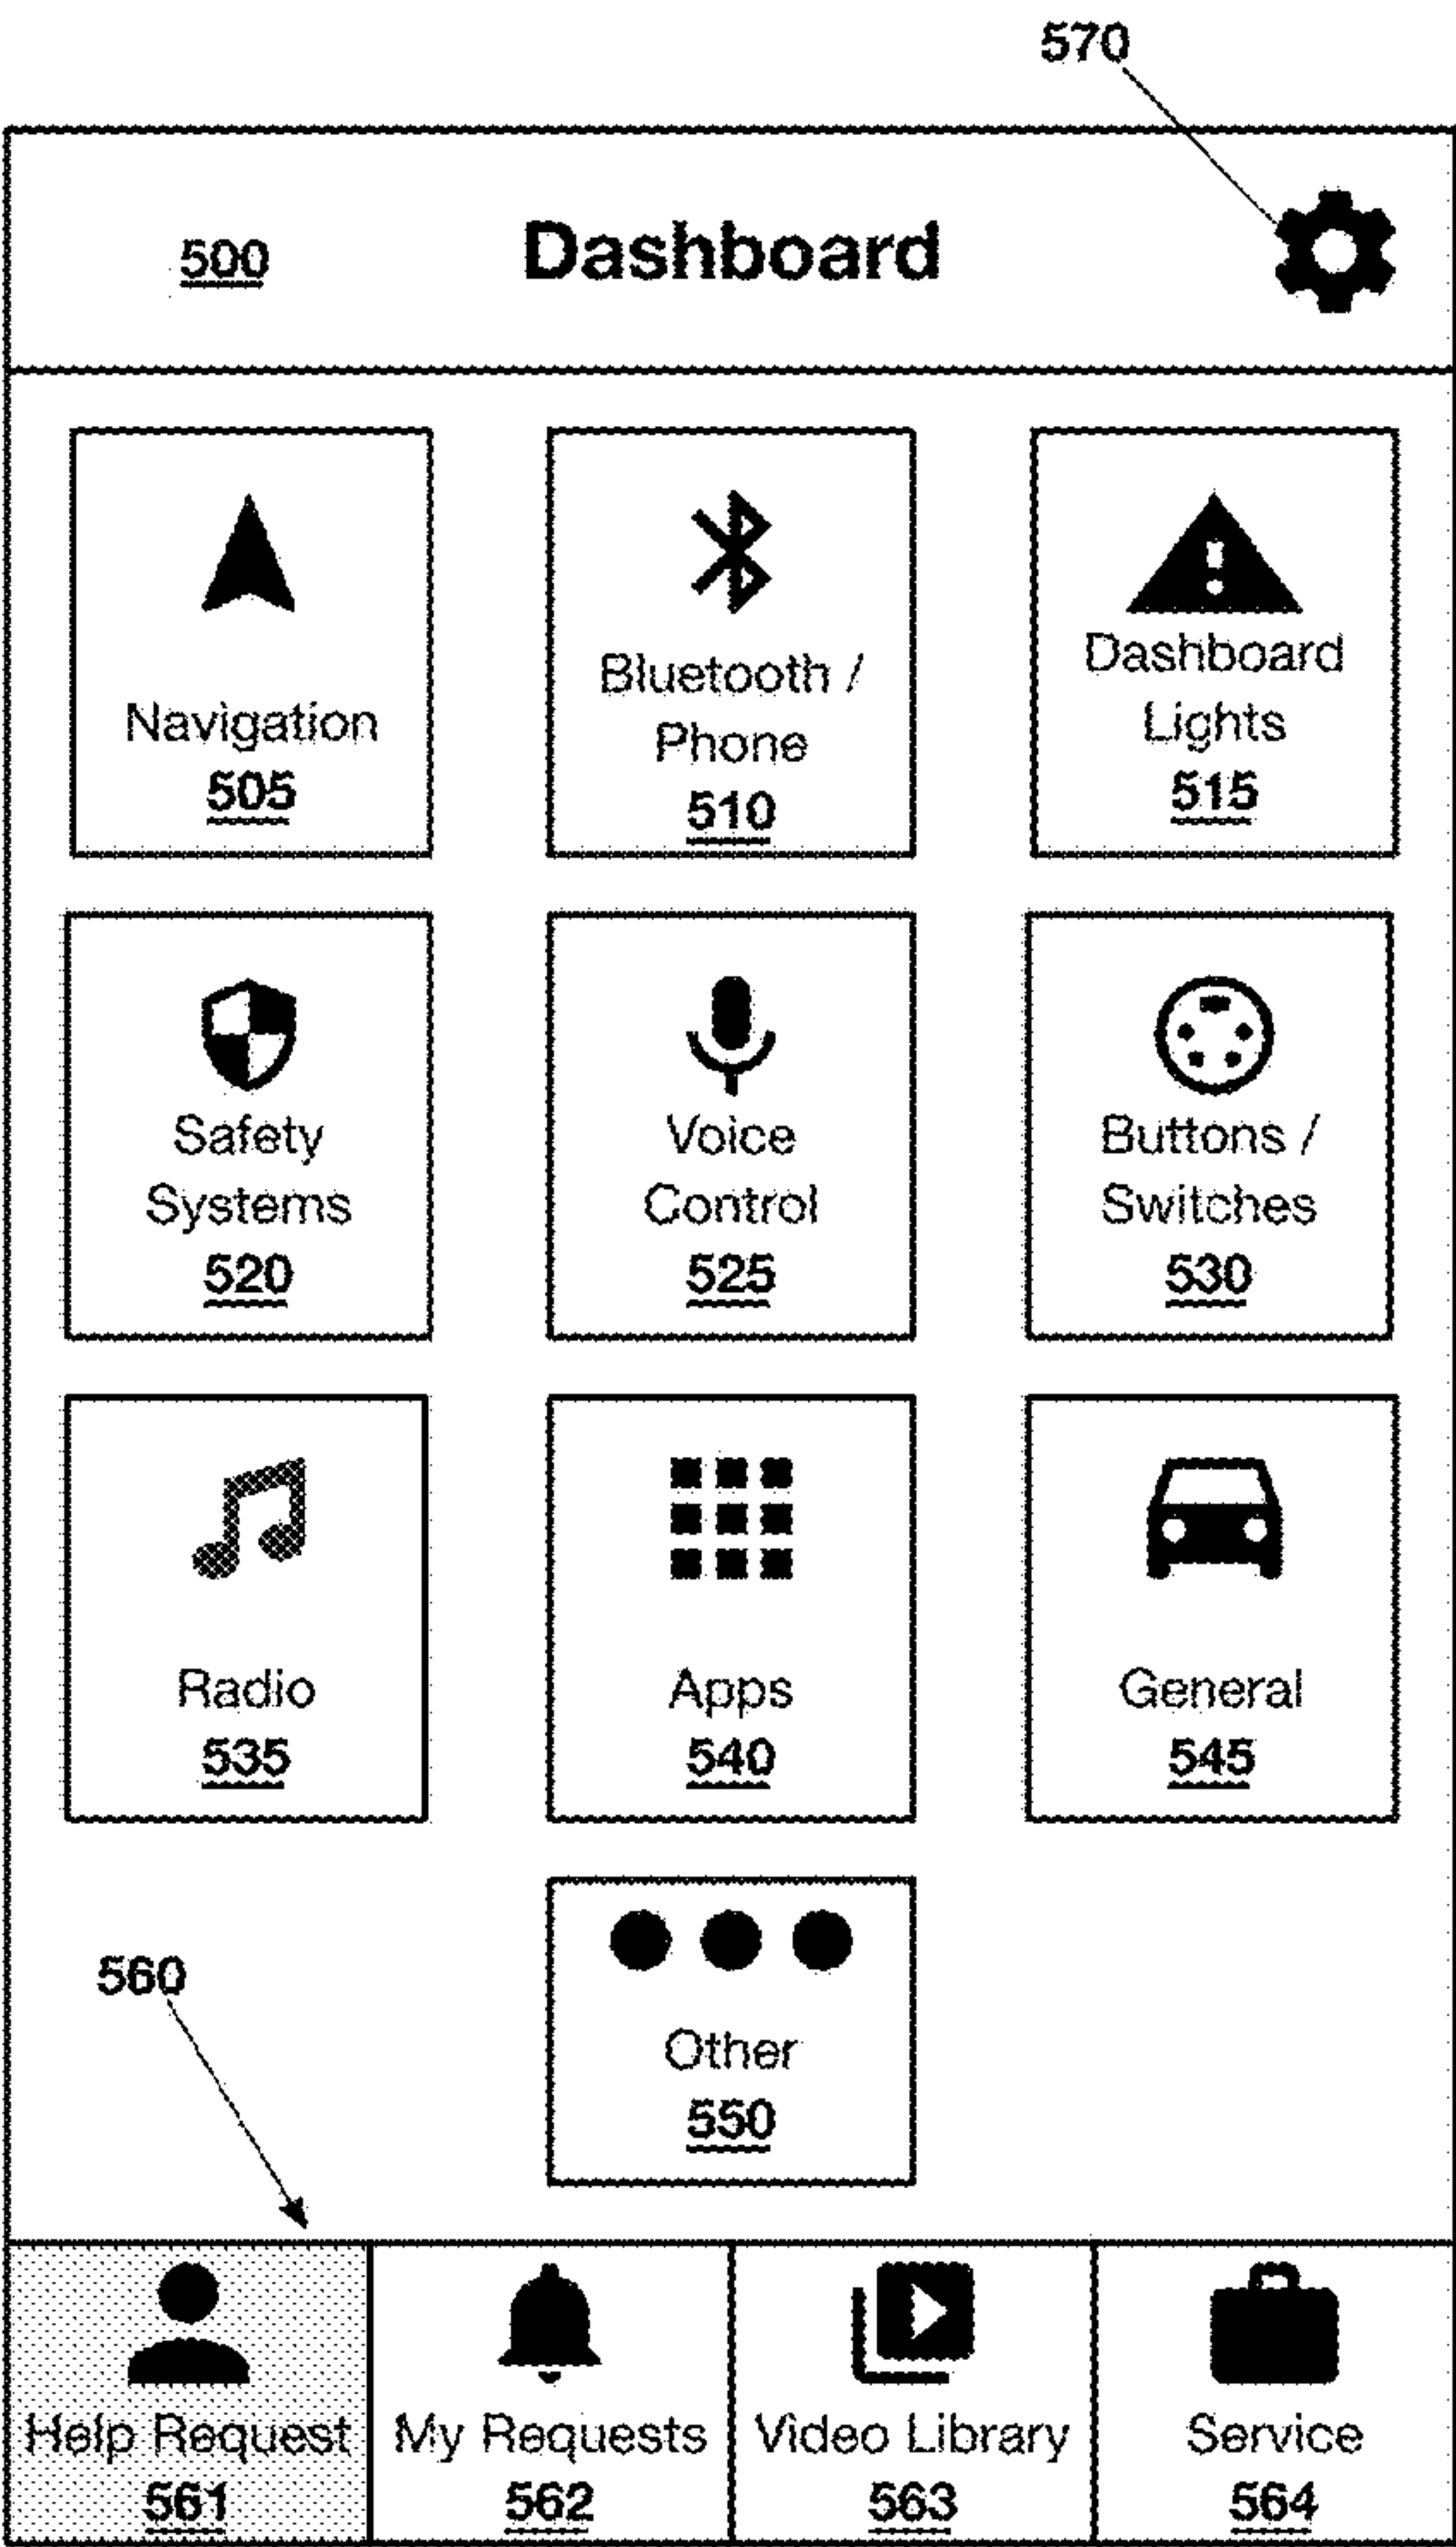 570
500 Dashboard
Navigation
505
Bluetooth /
Phone
510
Dashboard
Lights
515
Safety
Systems
520
Voice
Control
525
Buttons /
Switches
530
Radio
535
Apps
540
General
545
560
Other
550
Help Request
561
My Requests
562
Video Library
563
Service
564